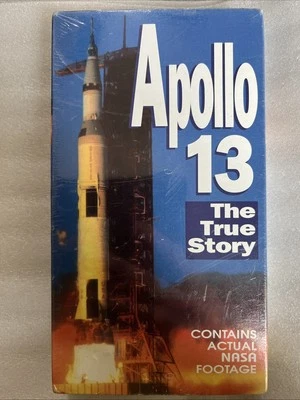 Apollo
13
The
True
Story
CONTAINS
ACTUAL
NASA
FOOTAGE